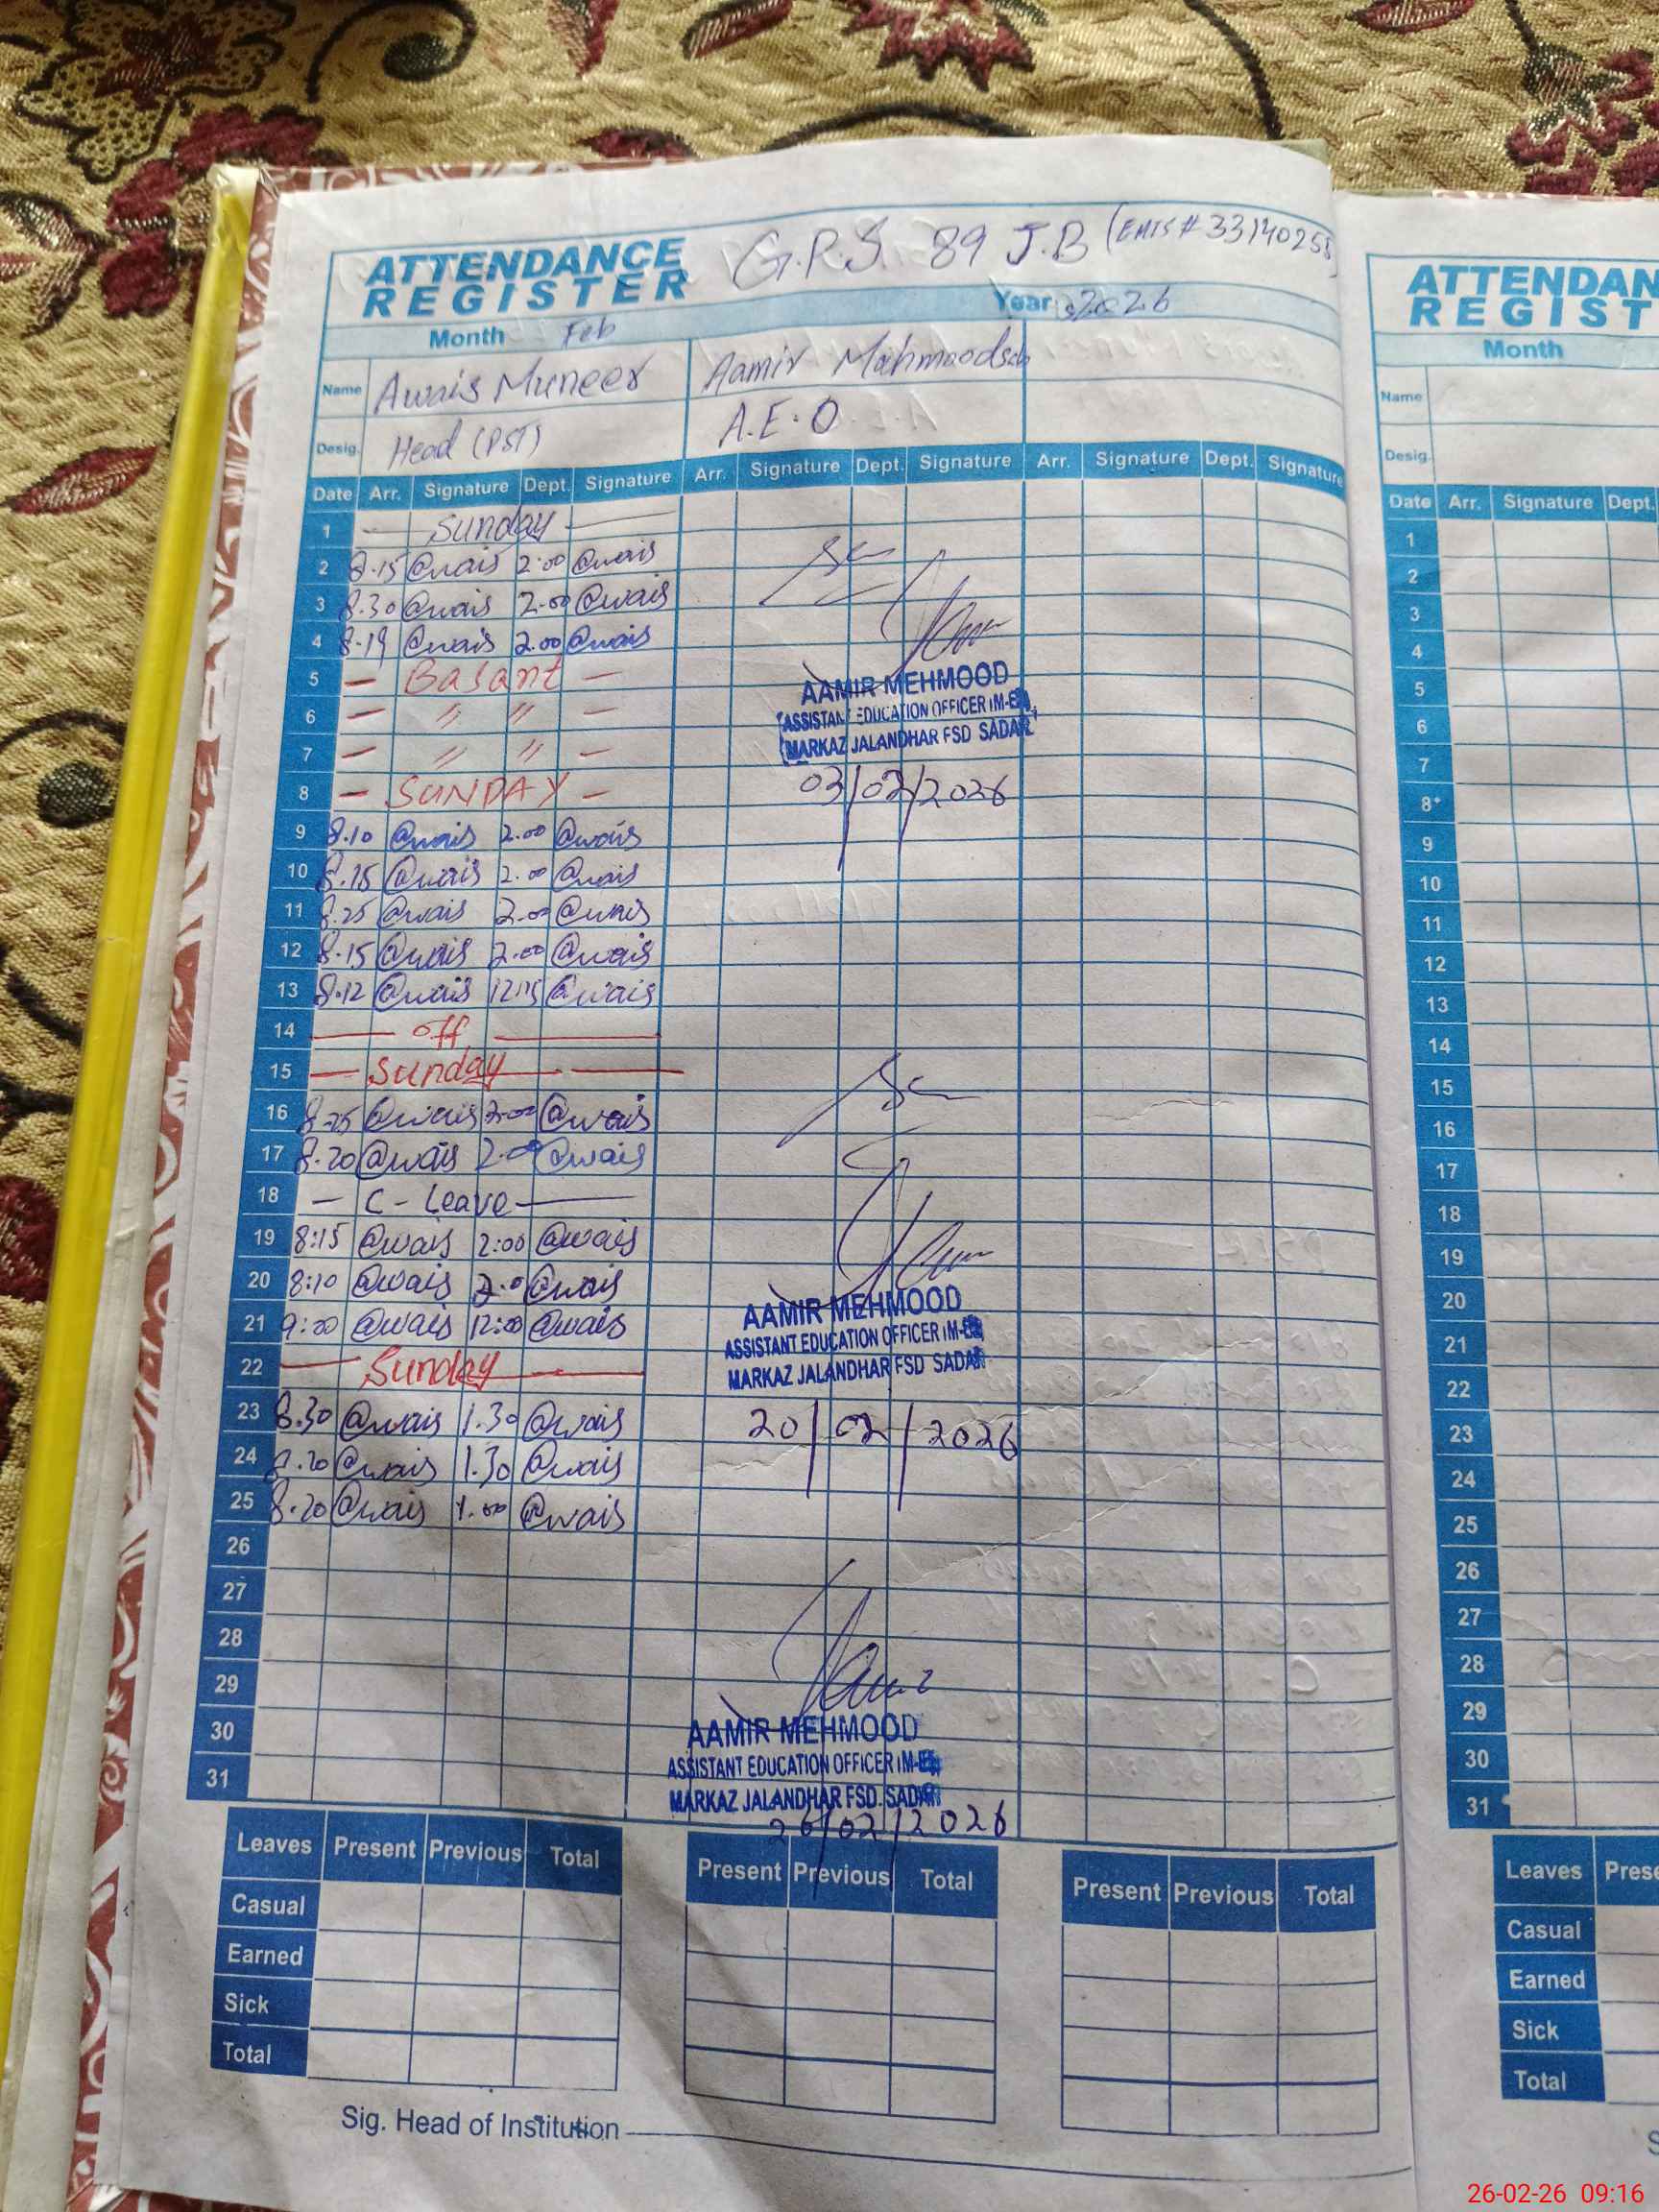 ATTENDANCE REGISTER G.P.S 89 J.B (EMIS # 33140258)
Month Feb Year 2026
Name Awais Muneer Aamir Mahmood
Desig. Head (PST) A.E.O
Date Arr. Signature Dept. Signature Arr. Signature Dept. Signature Arr. Signature Dept. Signature
1 — Sunday —
2 8.15 @wais 2:00 @wais
3 8.30 @wais 2.00 @wais
4 8.19 @wais 2.00 @wais
5 — Basant —
6 — " " —
7 — " " —
8 — SUNDAY —
9 8.10 @wais 2.00 @wais
10 8.15 @wais 2.00 @wais
11 8.25 @wais 2.00 @wais
12 8.15 @wais 2.00 @wais
13 8.12 @wais 12:15 @wais
14 — off —
15 — Sunday —
16 8.25 @wais 2.00 @wais
17 8.20 @wais 2.00 @wais
18 — C - Leave —
19 8:15 @wais 2:00 @wais
20 8:10 @wais 2.0 @wais
21 9:00 @wais 12:00 @wais
22 — Sunday —
23 8.30 @wais 1.30 @wais
24 8.20 @wais 1.30 @wais
25 8.20 @wais 1.00 @wais
26
27
28
29
30
31
AAMIR MEHMOOD
ASSISTANT EDUCATION OFFICER (M-EE)
MARKAZ JALANDHAR FSD SADAR
03/02/2026
AAMIR MEHMOOD
ASSISTANT EDUCATION OFFICER (M-EE)
MARKAZ JALANDHAR FSD SADAR
20/02/2026
AAMIR MEHMOOD
ASSISTANT EDUCATION OFFICER (M-EE)
MARKAZ JALANDHAR FSD. SADAR
26/02/2026
Leaves Present Previous Total Present Previous Total Present Previous Total
Casual
Earned
Sick
Total
Sig. Head of Institution
ATTENDAN
REGIST
Month
Name
Desig.
Date Arr. Signature Dept.
1
2
3
4
5
6
7
8
9
10
11
12
13
14
15
16
17
18
19
20
21
22
23
24
25
26
27
28
29
30
31
Leaves Prese
Casual
Earned
Sick
Total
S
26-02-26 09:16